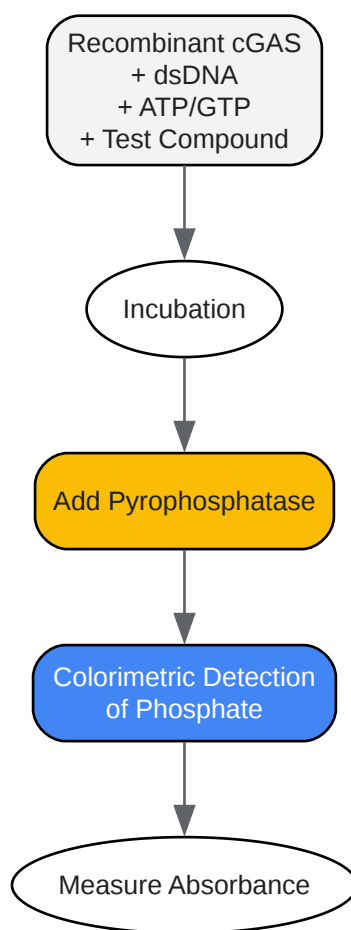 Recombinant cGAS
+ dsDNA
+ ATP/GTP
+ Test Compound
Incubation
Add Pyrophosphatase
Colorimetric Detection
of Phosphate
Measure Absorbance